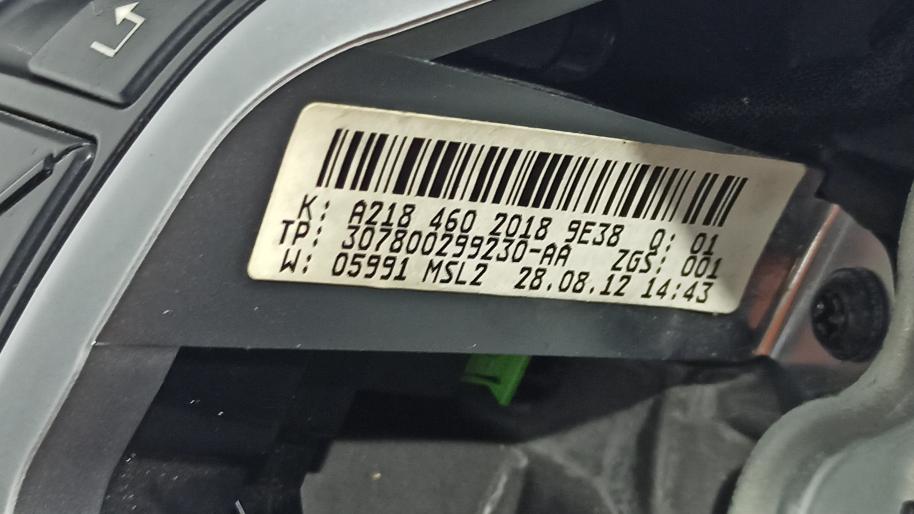 K: A218 460 2018 9E38 Q: 01
TP: 307800299230-AA ZGS: 001
W: 05991 MSL2 28.08.12 14:43